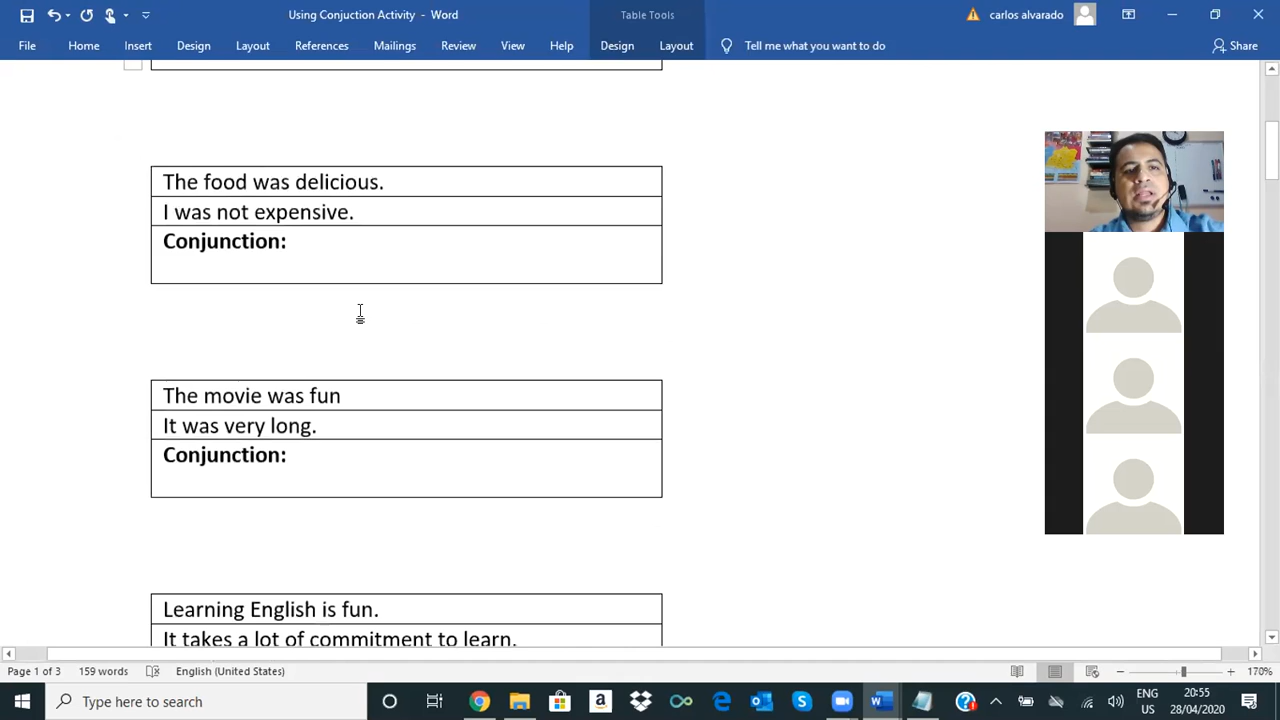 Using Conjuction Activity - Word
Table Tools
carlos alvarado
File Home Insert Design Layout References Mailings Review View Help Design Layout Tell me what you want to do Share
The food was delicious.
I was not expensive.
Conjunction:
The movie was fun
It was very long.
Conjunction:
Learning English is fun.
It takes a lot of commitment to learn.
Page 1 of 3 159 words English (United States) 170%
Type here to search
ENG
US
20:55
28/04/2020